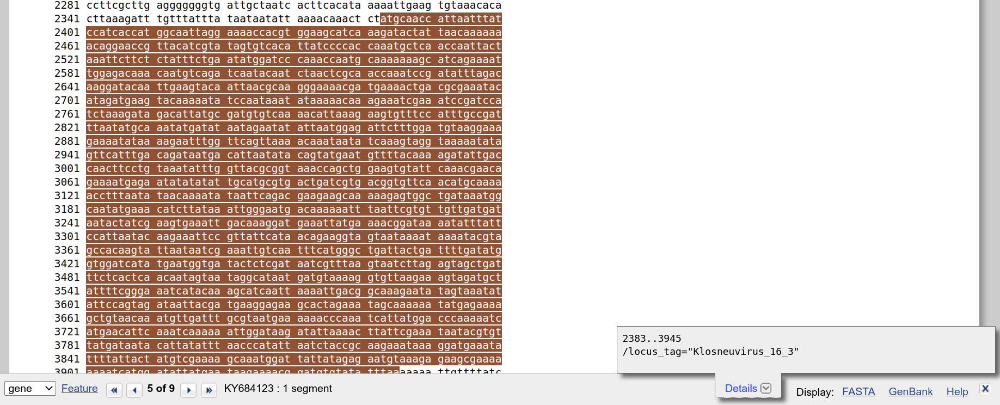 2281 ccttcgcttg agggggggtg attgctaatc acttcacata aaaattgaag tgtaaacaca
2341 cttaaagatt tgtttattta taataatatt aaaacaaact ctatgcaacc attaatttat
2401 ccatcaccat ggcaattagg aaaaccacgt ggaagcatca aagatactat taacaaaaaa
2461 acaggaaccg ttacatcgta tagtgtcaca ttatccccac caaatgctca accaattact
2521 aaattcttct ctatttctga atatggatcc caaaccaatg caaaaaaagc atcagaaaat
2581 tggagacaaa caatgtcaga tcaatacaat ctaactcgca accaaatccg atatttagac
2641 aaggatacaa ttgaagtaca attaacgcaa gggaaaacga tgaaaactga cgcgaaatac
2701 atagatgaag tacaaaaata tccaataaat ataaaaacaa agaaatcgaa atccgatcca
2761 tctaaagata gacattatgc gatgtgtcaa aacattaaag aagtgtttcc atttgccgat
2821 ttaatatgca aatatgatat aatagaatat attaatggag attctttgga tgtaaggaaa
2881 gaaaatataa aagaatttgg ttcagttaaa acaaataata tcaaagtagg taaaaatata
2941 gttcatttga cagataatga cattaatata cagtatgaat gttttacaaa agatattgac
3001 caacttcctg taaatatttg gttacgcggt aaaccagctg gaagtgtatt caaacgaaca
3061 gaaaatgaga atatatatat tgcatgcgtg actgatcgtg acggtgttca acatgcaaaa
3121 acctttaata taacaaaata taattcagac gaagaagcaa aaagagtggc tgataaatgg
3181 caatatgaaa catcttataa attgggaatg acaaaaaatt taattcgtgt tgttgatgat
3241 aatactatcg aagtgaaatt gacaaaggat gaaattatga aaacggataa aatatttatt
3301 ccattaatac aagaaattcc gttattcata acagaaggta gtaataaaat aaaatacgta
3361 gccacaagta ttaataatcg aaattgtcaa tttcatgggc tgattactga ttttgatatg
3421 gtggatcata tgaatggtga tactctcgat aatcgtttaa gtaatcttag agtagctgat
3481 ttctcactca acaatagtaa taggcataat gatgtaaaag gtgttaagaa agtagatgct
3541 attttcggga aatcatacaa agcatcaatt aaaattgacg gcaaagaata tagtaaatat
3601 attccagtag ataattacga tgaaggagaa gcactagaaa tagcaaaaaa tatgagaaaa
3661 gctgtaacaa atgttgattt gcgtaatgaa aaaacccaaa tcattatgga cccaaaaatc
3721 atgaacattc aaatcaaaaa attggataag atattaaaac ttattcgaaa taatacgtgt
3781 tatgataata cattatattt aacccatatt aatctaccgc aagaaataaa ggatgaaata
3841 ttttattact atgtcgaaaa gcaaatggat tattatagag aatgtaaaga gaagcgaaaa
3901 aaaatcatgg atattatgaa taagaaaacg gatgtgtata tttaaaaaaa ttgttttatc
2383..3945
/locus_tag="Klosneuvirus_16_3"
gene Feature 5 of 9 KY684123 : 1 segment Details Display: FASTA GenBank Help